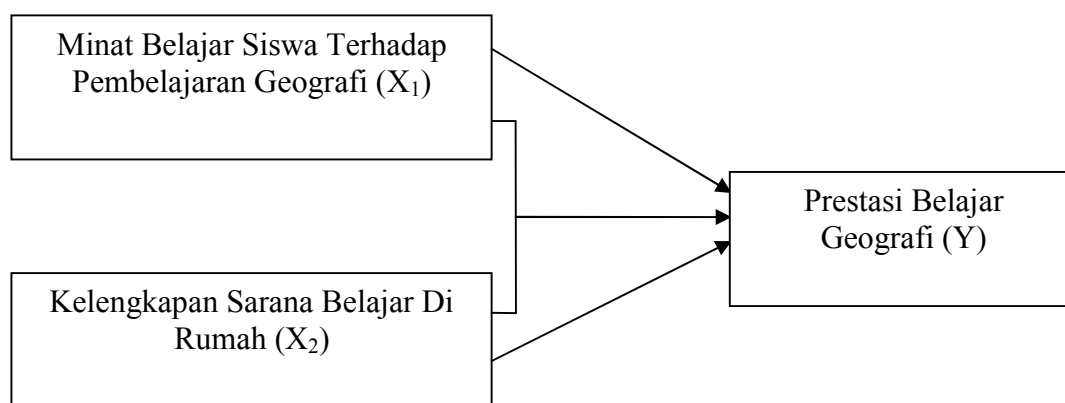 Minat Belajar Siswa Terhadap
Pembelajaran Geografi (X₁)
Prestasi Belajar
Geografi (Y)
Kelengkapan Sarana Belajar Di
Rumah (X₂)